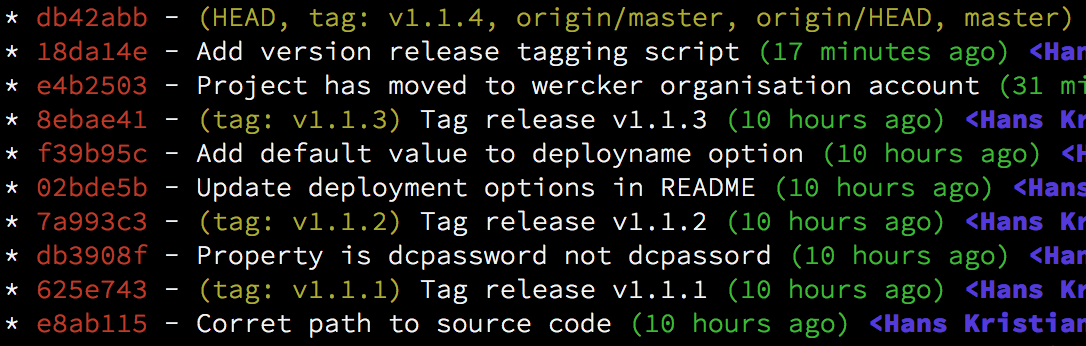 * db42abb - (HEAD, tag: v1.1.4, origin/master, origin/HEAD, master)
* 18da14e - Add version release tagging script (17 minutes ago) <Han
* e4b2503 - Project has moved to wercker organisation account (31 mi
* 8ebae41 - (tag: v1.1.3) Tag release v1.1.3 (10 hours ago) <Hans Kr
* f39b95c - Add default value to deployname option (10 hours ago) <H
* 02bde5b - Update deployment options in README (10 hours ago) <Hans
* 7a993c3 - (tag: v1.1.2) Tag release v1.1.2 (10 hours ago) <Hans Kr
* db3908f - Property is dcpassword not dcpassord (10 hours ago) <Han
* 625e743 - (tag: v1.1.1) Tag release v1.1.1 (10 hours ago) <Hans Kr
* e8ab115 - Corret path to source code (10 hours ago) <Hans Kristian